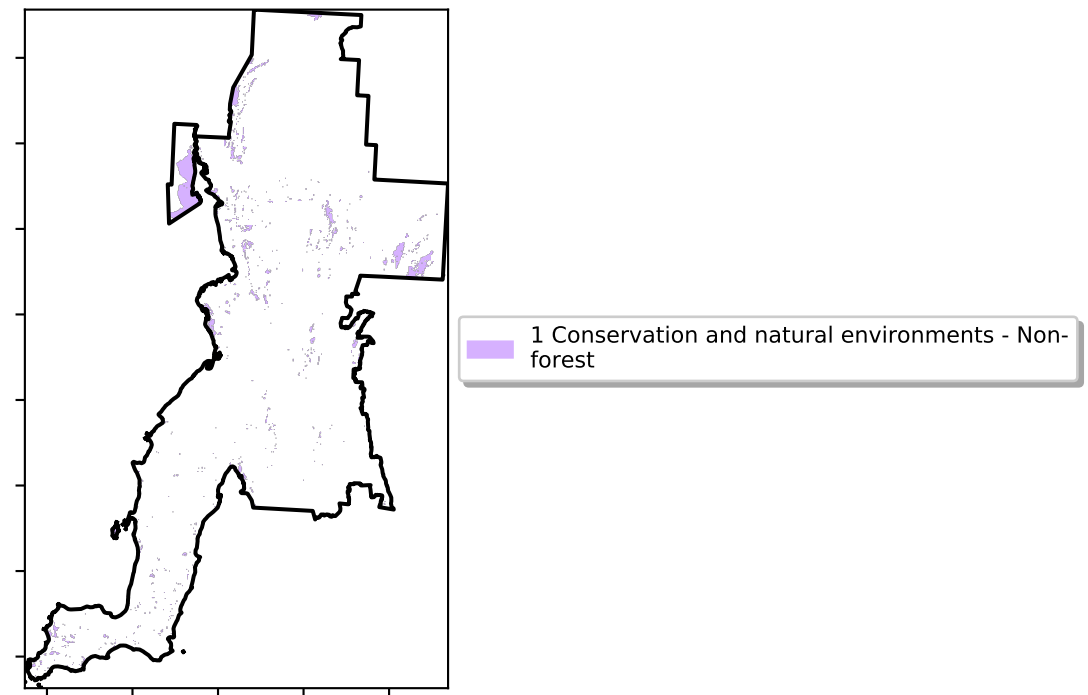 1 Conservation and natural environments - Non-
forest